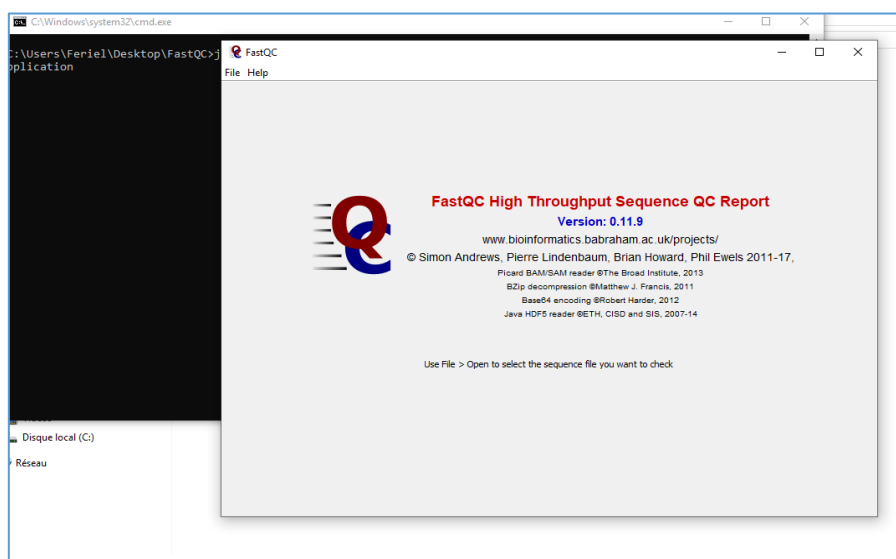 C:\Windows\system32\cmd.exe
C:\Users\Feriel\Desktop\FastQC>j
pplication
FastQC
File Help
QC
FastQC High Throughput Sequence QC Report
Version: 0.11.9
www.bioinformatics.babraham.ac.uk/projects/
© Simon Andrews, Pierre Lindenbaum, Brian Howard, Phil Ewels 2011-17,
Picard BAM/SAM reader ©The Broad Institute, 2013
BZip decompression ©Matthew J. Francis, 2011
Base64 encoding ©Robert Harder, 2012
Java HDF5 reader ©ETH, CISD and SIS, 2007-14
Use File > Open to select the sequence file you want to check
Disque local (C:)
Réseau